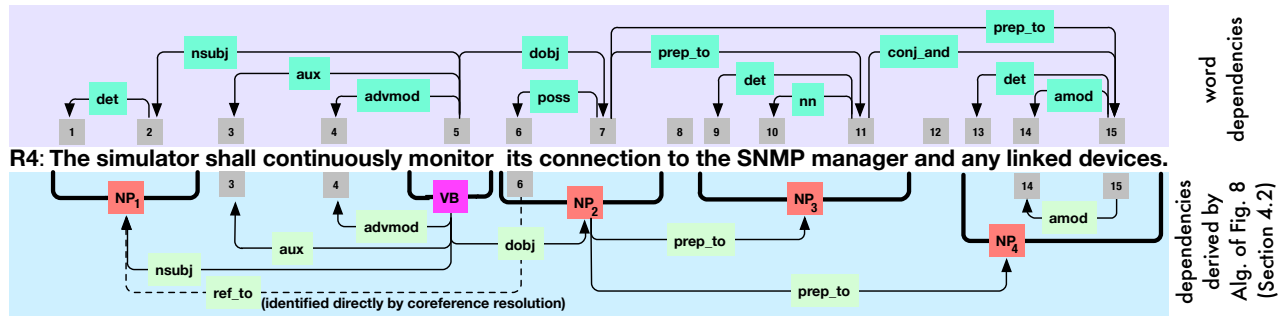 prep_to
nsubj dobj prep_to conj_and
aux det det
det advmod poss nn amod
1 2 3 4 5 6 7 8 9 10 11 12 13 14 15
word
dependencies
R4: The simulator shall continuously monitor its connection to the SNMP manager and any linked devices.
NP1 3 4 VB 6 NP2 NP3 14 15
amod
advmod
aux dobj prep_to NP4
nsubj
ref_to (identified directly by coreference resolution) prep_to
dependencies
derived by
Alg. of Fig. 8
(Section 4.2)